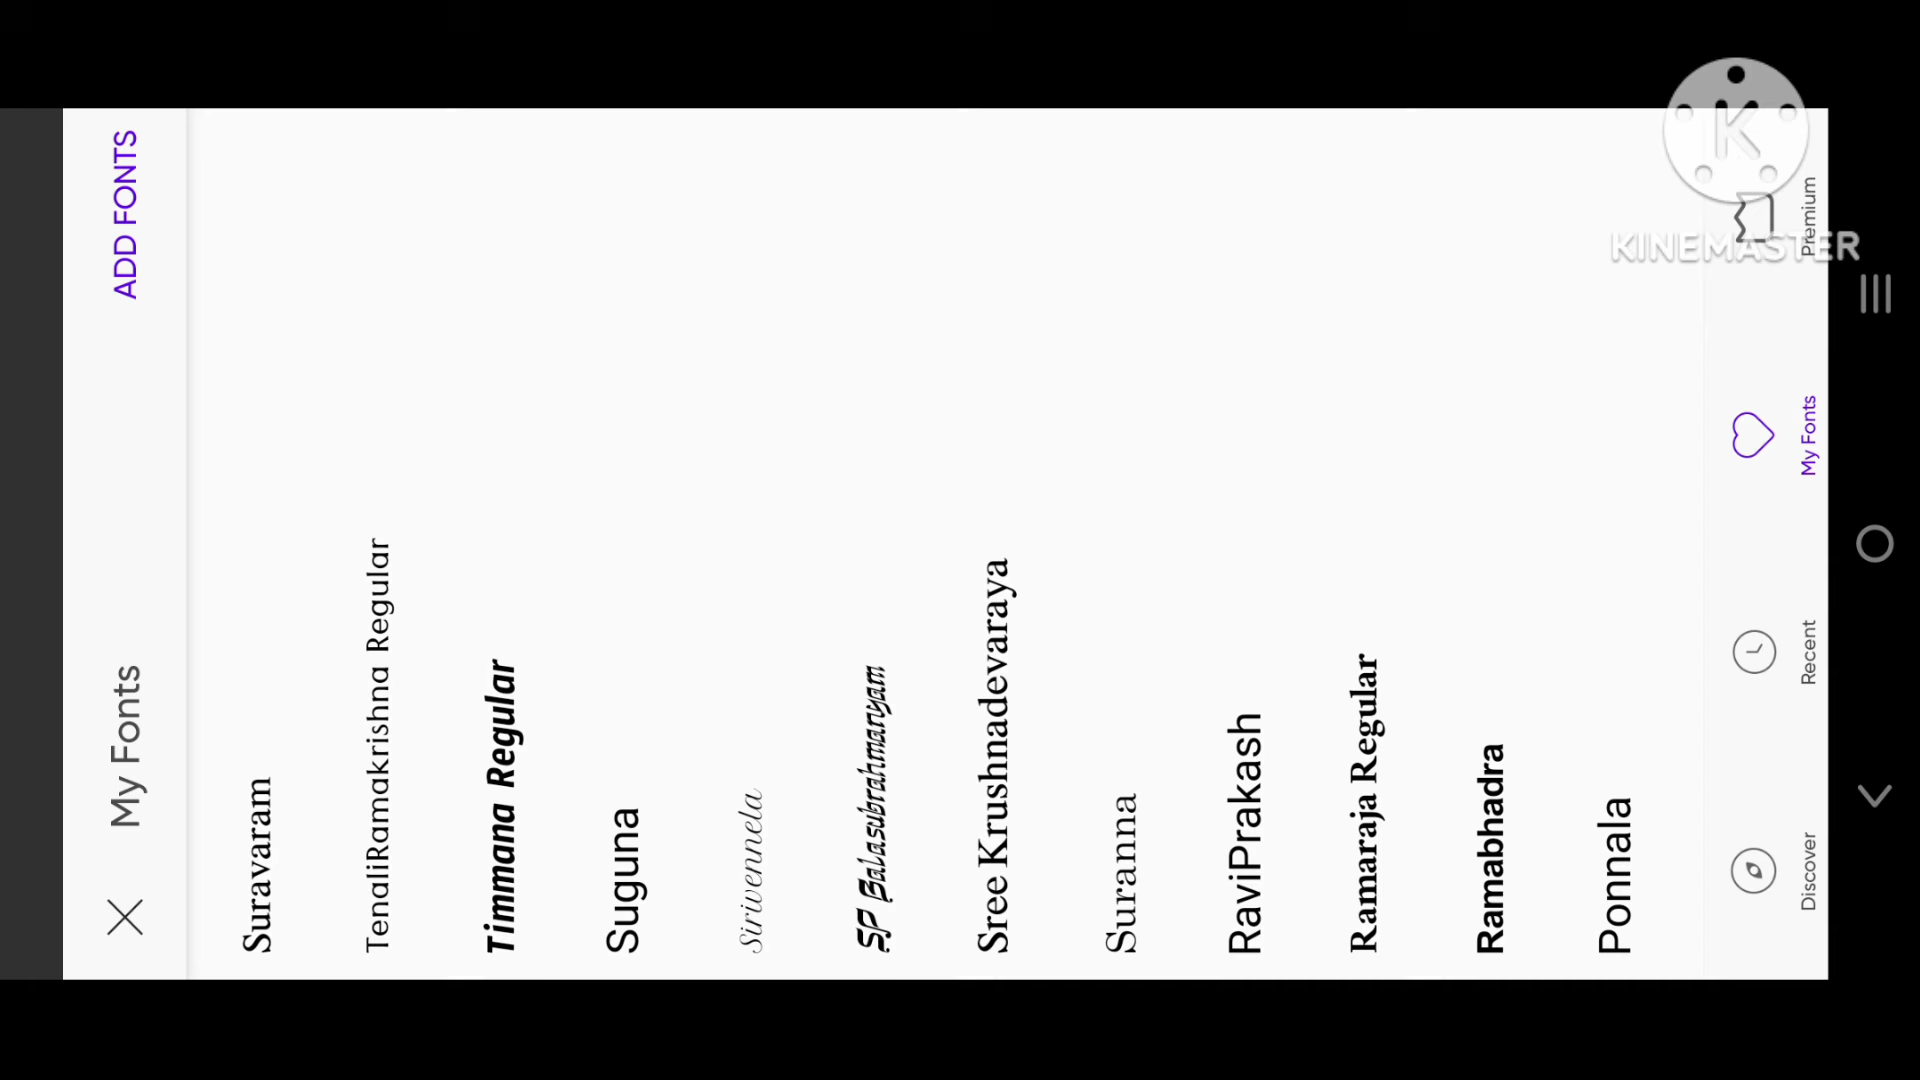 My Fonts
ADD FONTS
Suravaram
TenaliRamakrishna Regular
Timmana Regular
Suguna
Sirivennela
SP Balasubrahmanyam
Sree Krushnadevaraya
Suranna
RaviPrakash
Ramaraja Regular
Ramabhadra
Ponnala
Discover
Recent
My Fonts
Premium
K
KINEMASTER